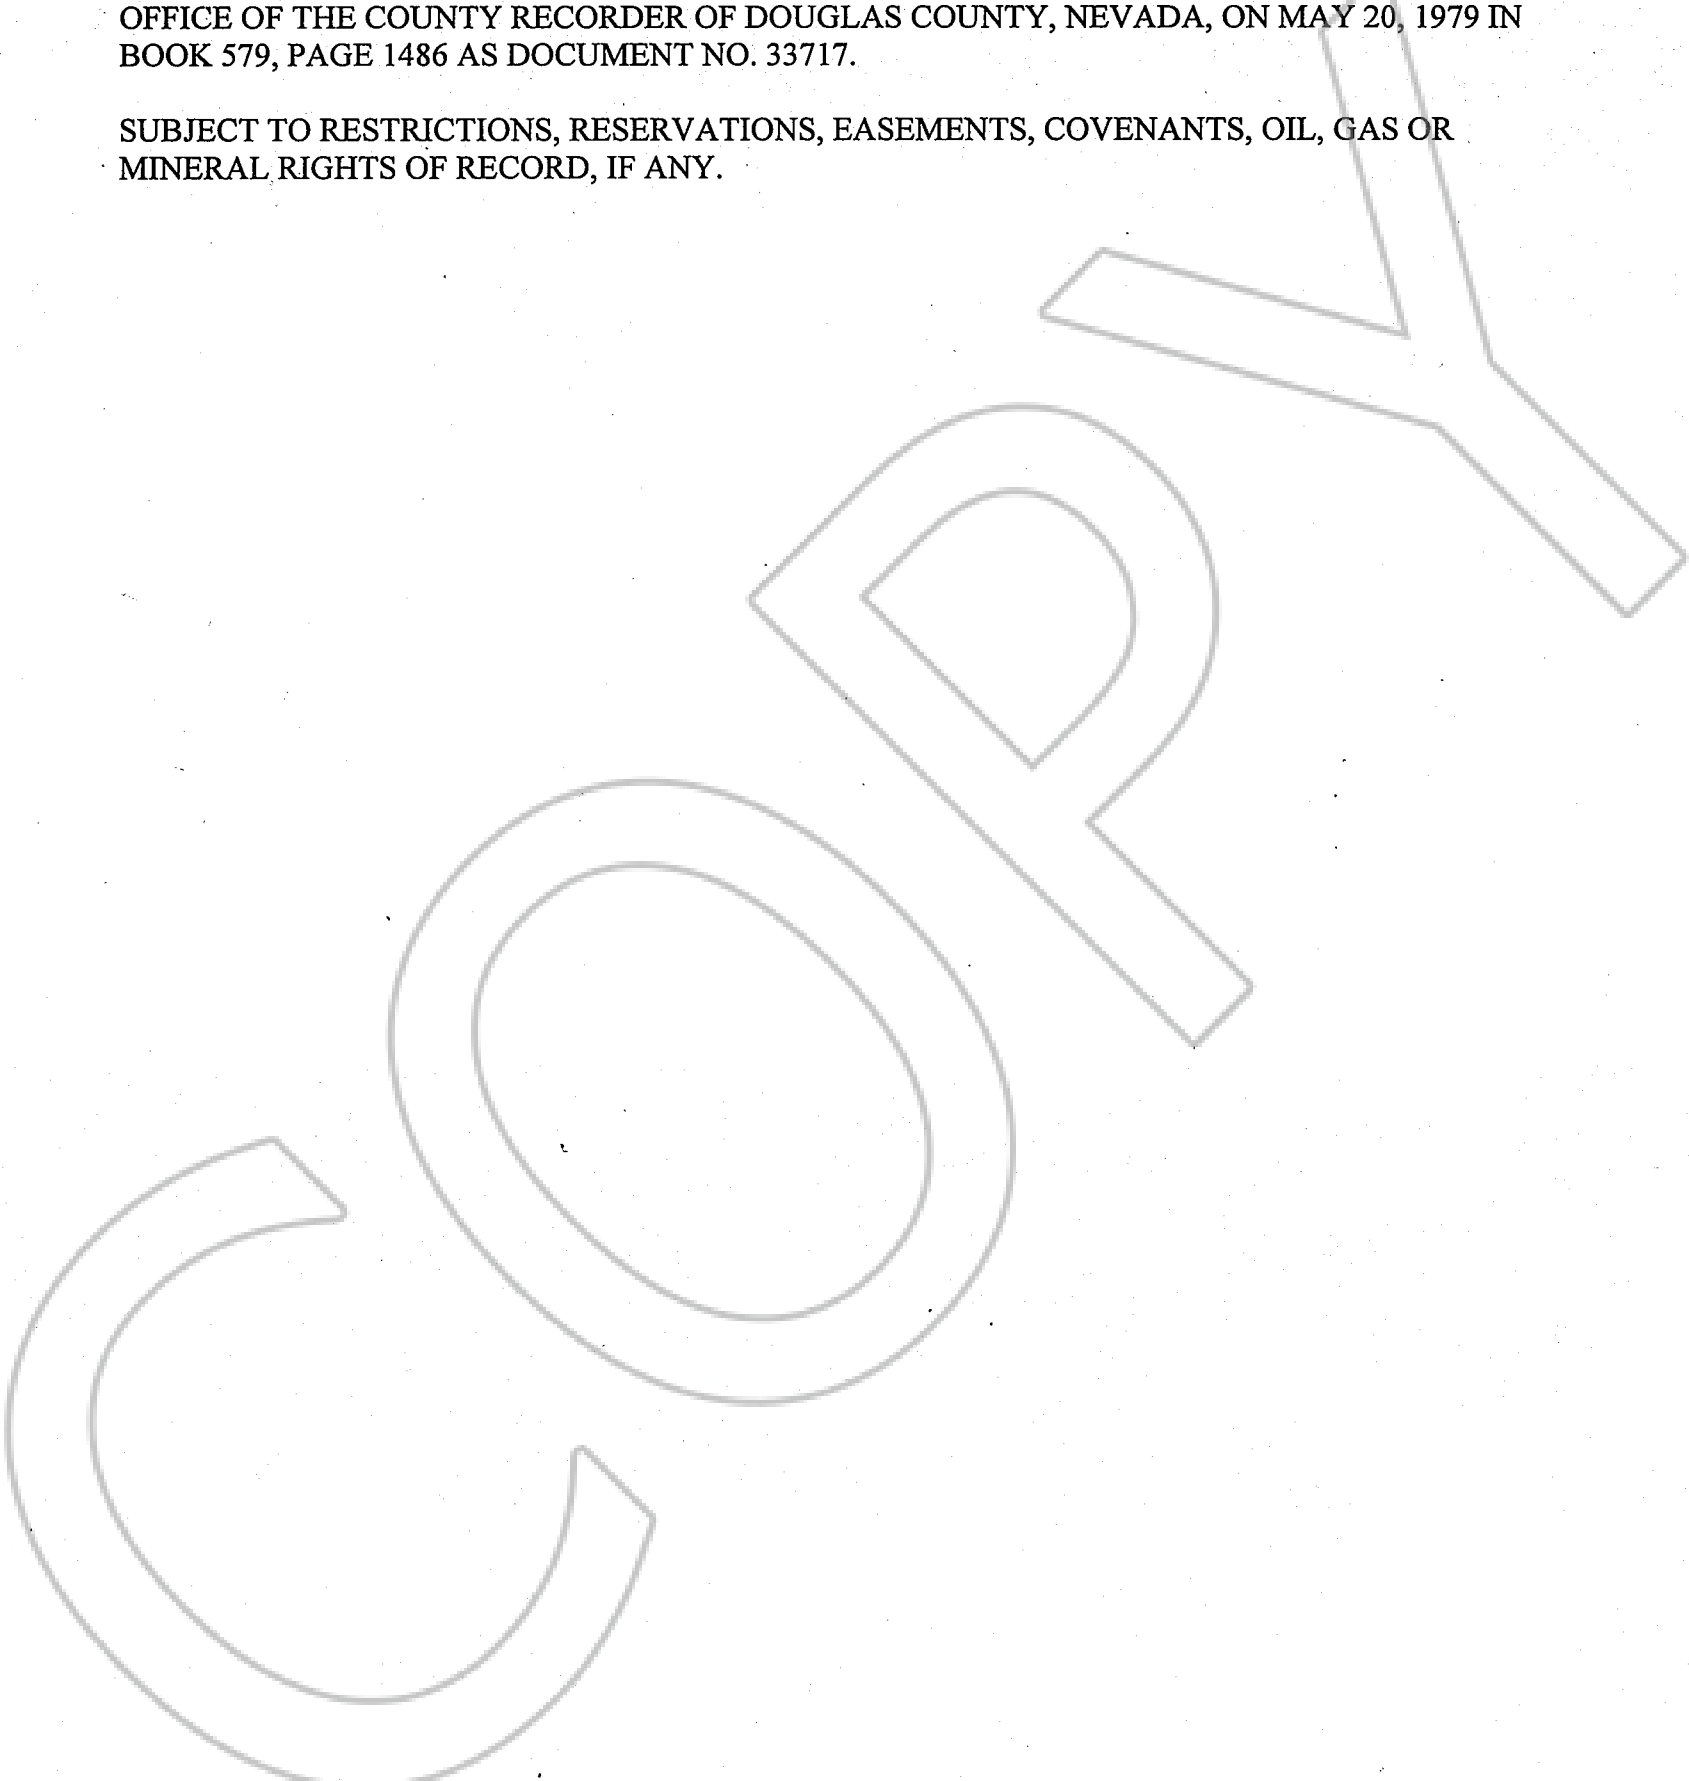 OFFICE OF THE COUNTY RECORDER OF DOUGLAS COUNTY, NEVADA, ON MAY 20, 1979 IN
BOOK 579, PAGE 1486 AS DOCUMENT NO. 33717.
SUBJECT TO RESTRICTIONS, RESERVATIONS, EASEMENTS, COVENANTS, OIL, GAS OR
MINERAL RIGHTS OF RECORD, IF ANY.
COPY